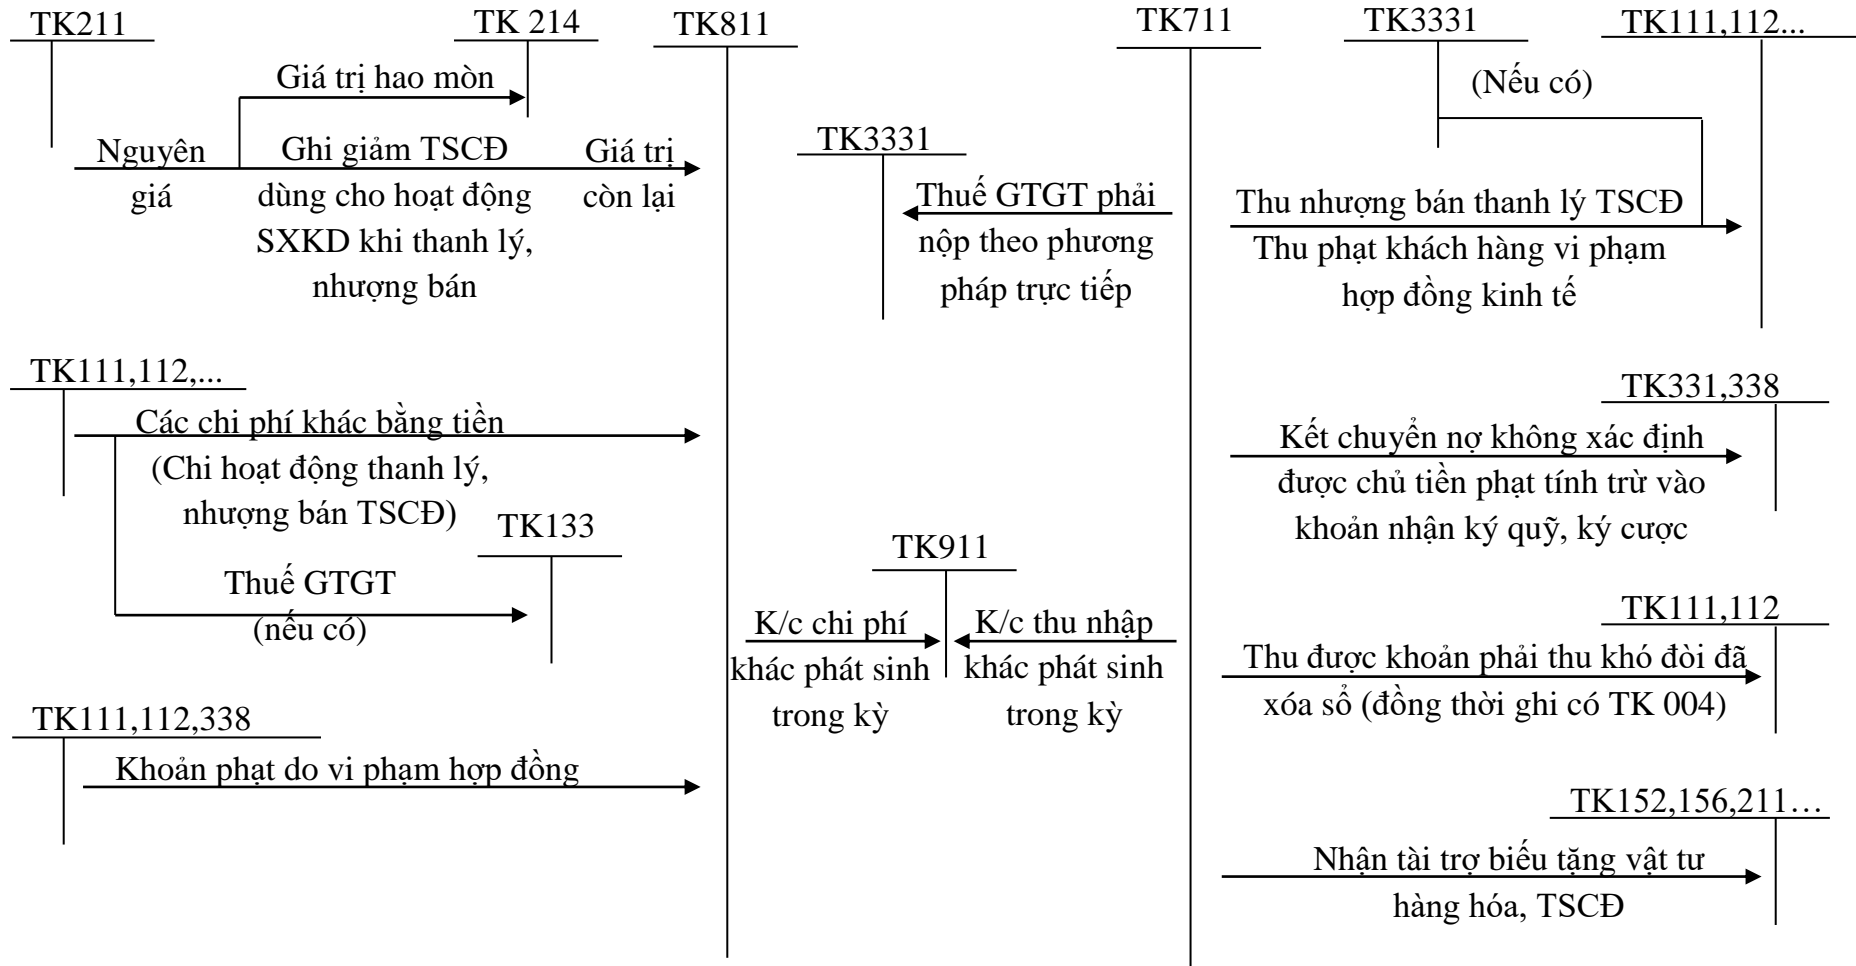 TK211
TK 214
TK811
TK711
TK3331
TK111,112...
Giá trị hao mòn
(Nếu có)
TK3331
Nguyên
giá
Ghi giảm TSCĐ
dùng cho hoạt động
SXKD khi thanh lý,
nhượng bán
Giá trị
còn lại
Thuế GTGT phải
nộp theo phương
pháp trực tiếp
Thu nhượng bán thanh lý TSCĐ
Thu phạt khách hàng vi phạm
hợp đồng kinh tế
TK111,112,...
Các chi phí khác bằng tiền
(Chi hoạt động thanh lý,
nhượng bán TSCĐ)
TK133
Thuế GTGT
(nếu có)
TK331,338
Kết chuyển nợ không xác định
được chủ tiền phạt tính trừ vào
khoản nhận ký quỹ, ký cược
TK911
K/c chi phí
khác phát sinh
trong kỳ
K/c thu nhập
khác phát sinh
trong kỳ
TK111,112
Thu được khoản phải thu khó đòi đã
xóa sổ (đồng thời ghi có TK 004)
TK111,112,338
Khoản phạt do vi phạm hợp đồng
TK152,156,211…
Nhận tài trợ biếu tặng vật tư
hàng hóa, TSCĐ